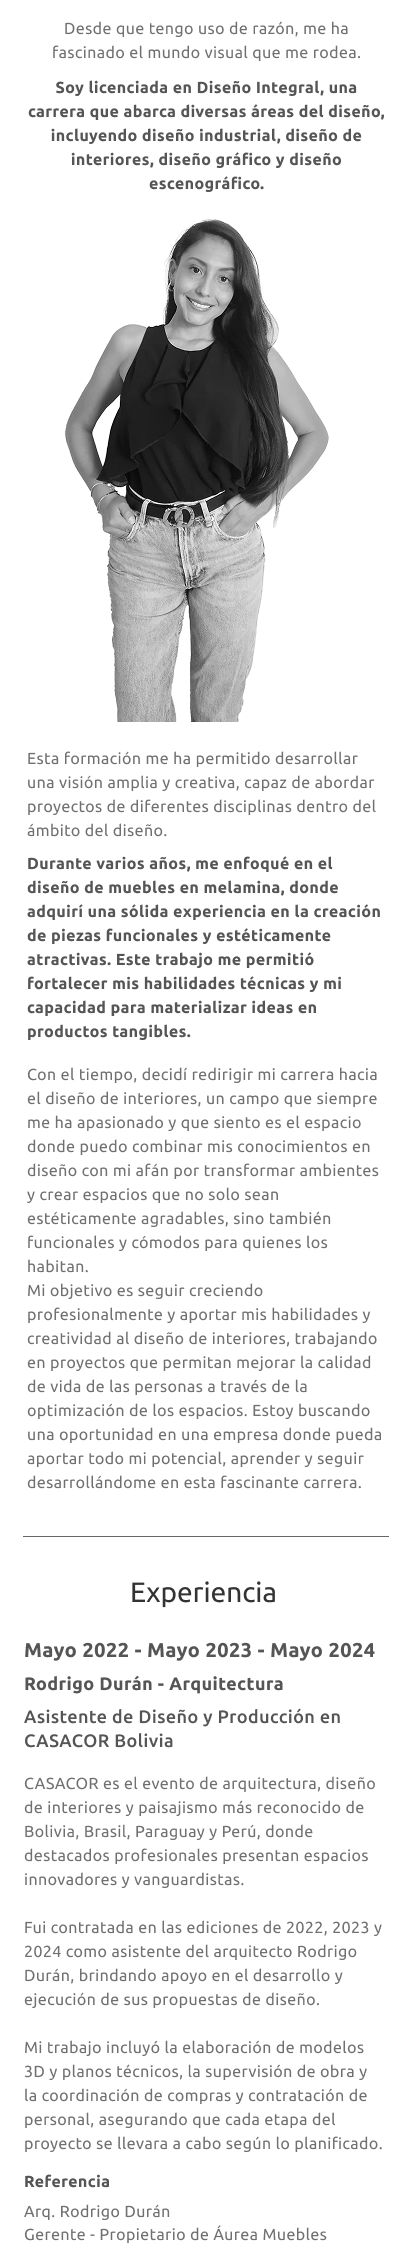 Desde que tengo uso de razón, me ha
fascinado el mundo visual que me rodea.
Soy licenciada en Diseño Integral, una
carrera que abarca diversas áreas del diseño,
incluyendo diseño industrial, diseño de
interiores, diseño gráfico y diseño
escenográfico.
Esta formación me ha permitido desarrollar
una visión amplia y creativa, capaz de abordar
proyectos de diferentes disciplinas dentro del
ámbito del diseño.
Durante varios años, me enfoqué en el
diseño de muebles en melamina, donde
adquirí una sólida experiencia en la creación
de piezas funcionales y estéticamente
atractivas. Este trabajo me permitió
fortalecer mis habilidades técnicas y mi
capacidad para materializar ideas en
productos tangibles.
Con el tiempo, decidí redirigir mi carrera hacia
el diseño de interiores, un campo que siempre
me ha apasionado y que siento es el espacio
donde puedo combinar mis conocimientos en
diseño con mi afán por transformar ambientes
y crear espacios que no solo sean
estéticamente agradables, sino también
funcionales y cómodos para quienes los
habitan.
Mi objetivo es seguir creciendo
profesionalmente y aportar mis habilidades y
creatividad al diseño de interiores, trabajando
en proyectos que permitan mejorar la calidad
de vida de las personas a través de la
optimización de los espacios. Estoy buscando
una oportunidad en una empresa donde pueda
aportar todo mi potencial, aprender y seguir
desarrollándome en esta fascinante carrera.
Experiencia
Mayo 2022 - Mayo 2023 - Mayo 2024
Rodrigo Durán - Arquitectura
Asistente de Diseño y Producción en
CASACOR Bolivia
CASACOR es el evento de arquitectura, diseño
de interiores y paisajismo más reconocido de
Bolivia, Brasil, Paraguay y Perú, donde
destacados profesionales presentan espacios
innovadores y vanguardistas.
Fui contratada en las ediciones de 2022, 2023 y
2024 como asistente del arquitecto Rodrigo
Durán, brindando apoyo en el desarrollo y
ejecución de sus propuestas de diseño.
Mi trabajo incluyó la elaboración de modelos
3D y planos técnicos, la supervisión de obra y
la coordinación de compras y contratación de
personal, asegurando que cada etapa del
proyecto se llevara a cabo según lo planificado.
Referencia
Arq. Rodrigo Durán
Gerente - Propietario de Áurea Muebles